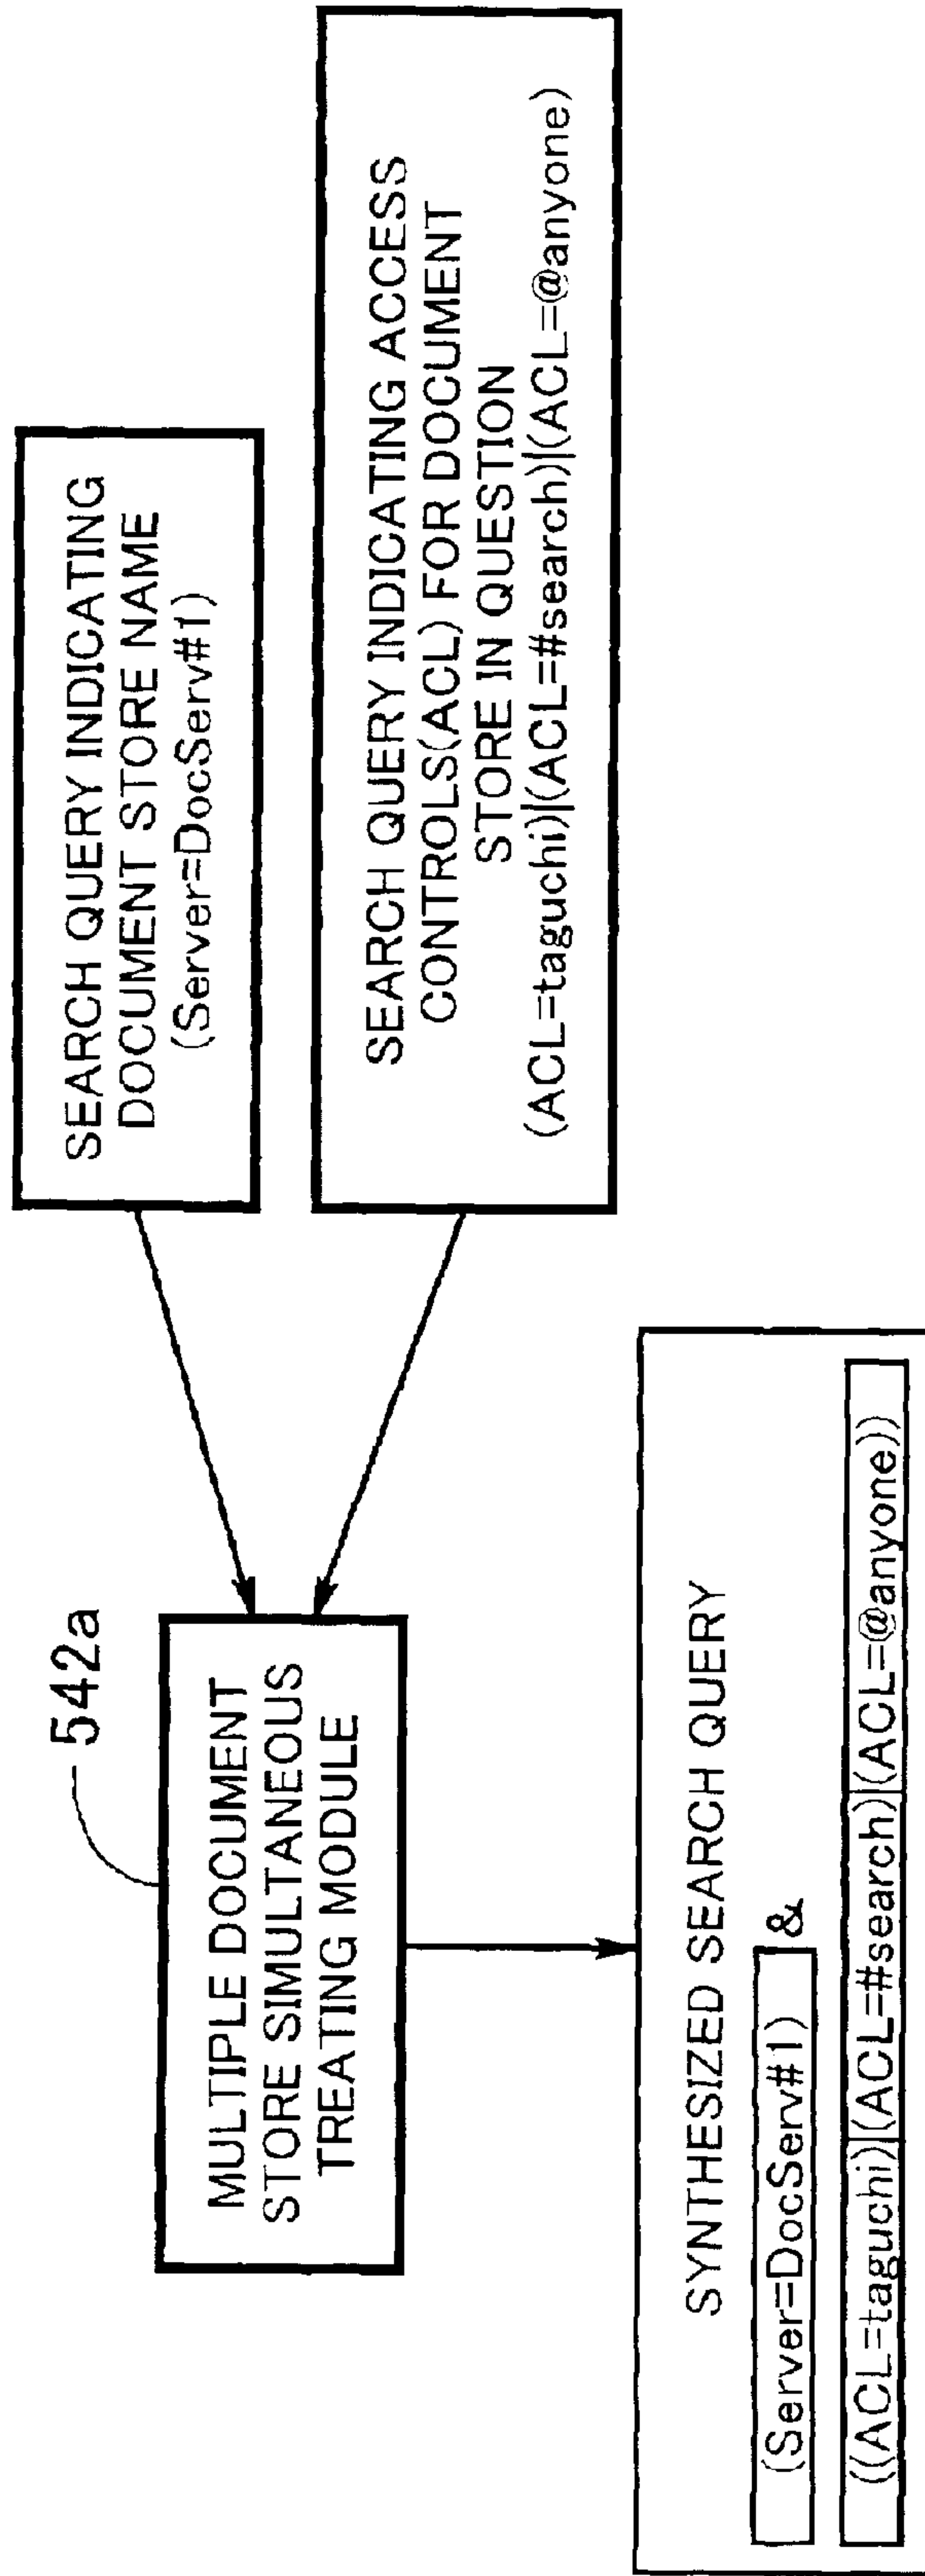 542a
MULTIPLE DOCUMENT
STORE SIMULTANEOUS
TREATING MODULE
SEARCH QUERY INDICATING
DOCUMENT STORE NAME
(Server=DocServ#1)
SEARCH QUERY INDICATING ACCESS
CONTROLS(ACL) FOR DOCUMENT
STORE IN QUESTION
(ACL=taguchi)|(ACL=#search)|(ACL=@anyone)
SYNTHESIZED SEARCH QUERY
(Server=DocServ#1) &
((ACL=taguchi)|(ACL=#search)|(ACL=@anyone))